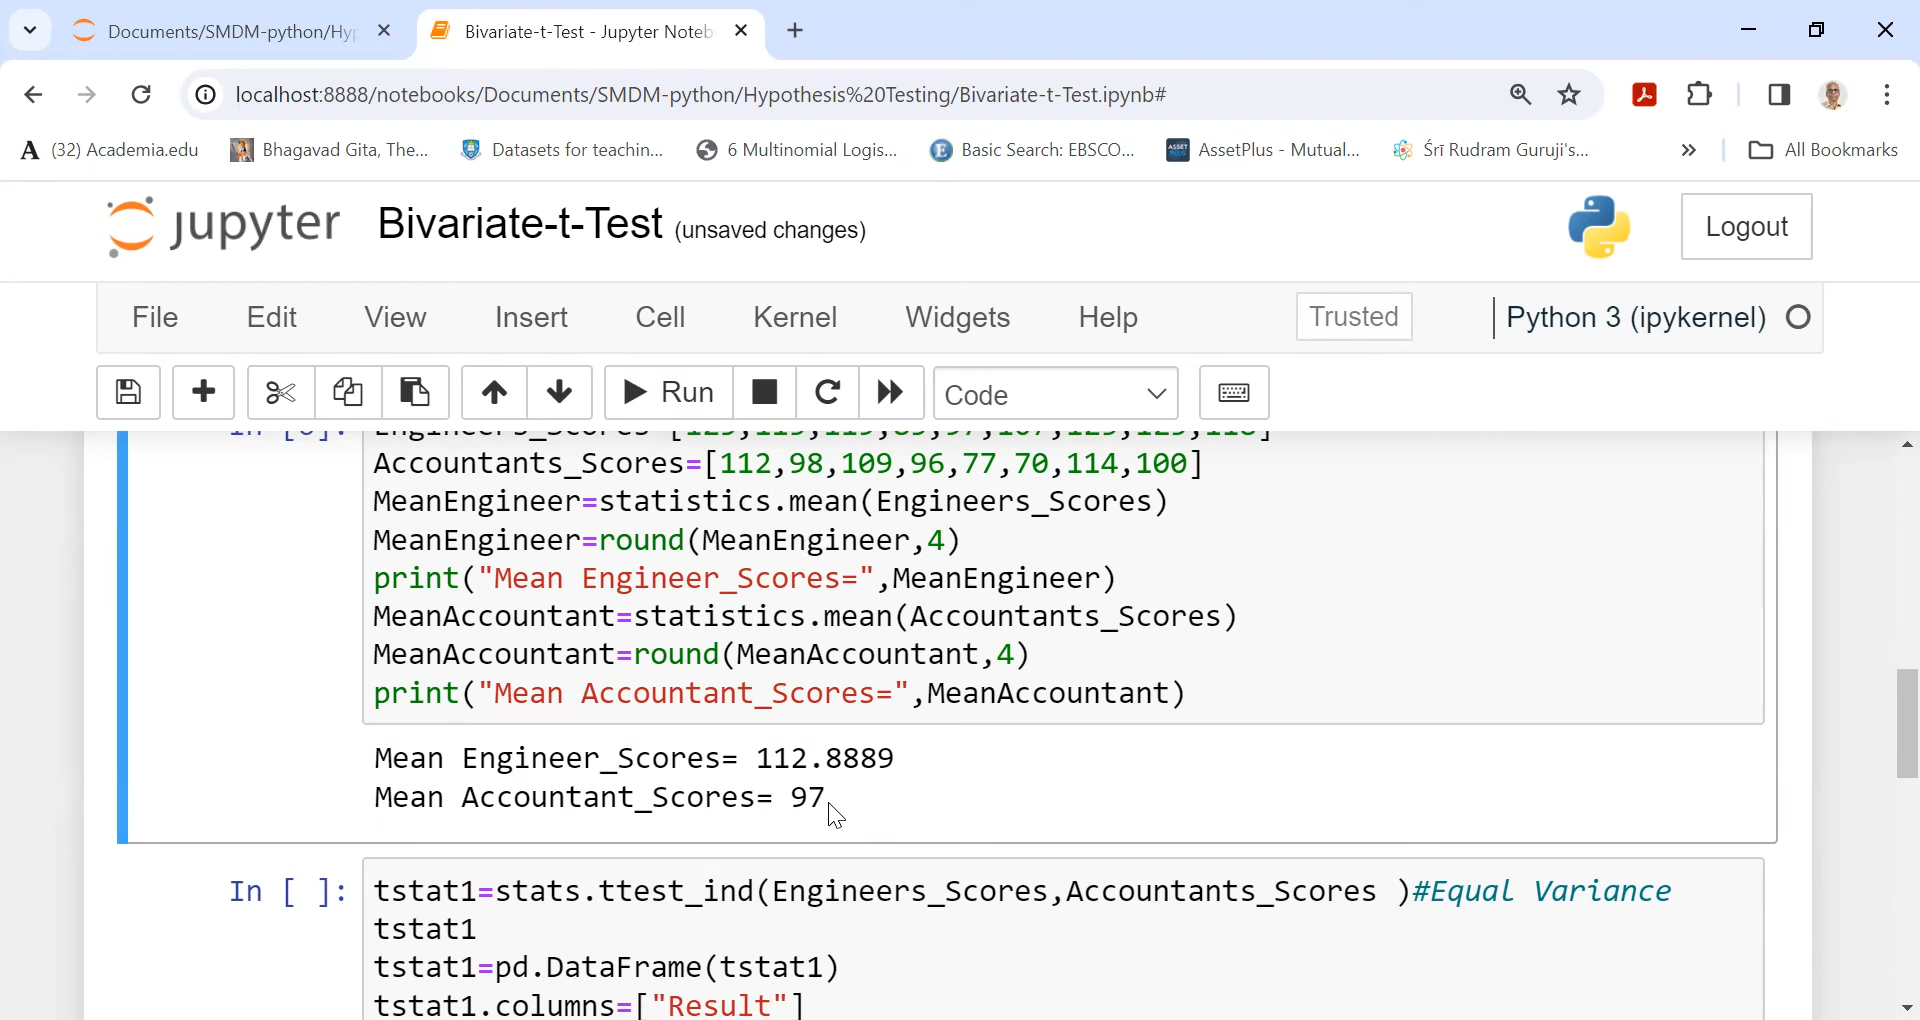 Documents/SMDM-python/Hyp
Bivariate-t-Test - Jupyter Noteb
localhost:8888/notebooks/Documents/SMDM-python/Hypothesis%20Testing/Bivariate-t-Test.ipynb#
(32) Academia.edu
Bhagavad Gita, The...
Datasets for teachin...
6 Multinomial Logis...
Basic Search: EBSCO...
AssetPlus - Mutual...
Śri Rudram Guruji's...
»
All Bookmarks
jupyter Bivariate-t-Test (unsaved changes)
Logout
File Edit View Insert Cell Kernel Widgets Help
Trusted
Python 3 (ipykernel)
Run
Code
Accountants_Scores=[112,98,109,96,77,70,114,100]
MeanEngineer=statistics.mean(Engineers_Scores)
MeanEngineer=round(MeanEngineer,4)
print("Mean Engineer_Scores=",MeanEngineer)
MeanAccountant=statistics.mean(Accountants_Scores)
MeanAccountant=round(MeanAccountant,4)
print("Mean Accountant_Scores=",MeanAccountant)
Mean Engineer_Scores= 112.8889
Mean Accountant_Scores= 97
In [ ]: tstat1=stats.ttest_ind(Engineers_Scores,Accountants_Scores )#Equal Variance
tstat1
tstat1=pd.DataFrame(tstat1)
tstat1.columns=["Result"]